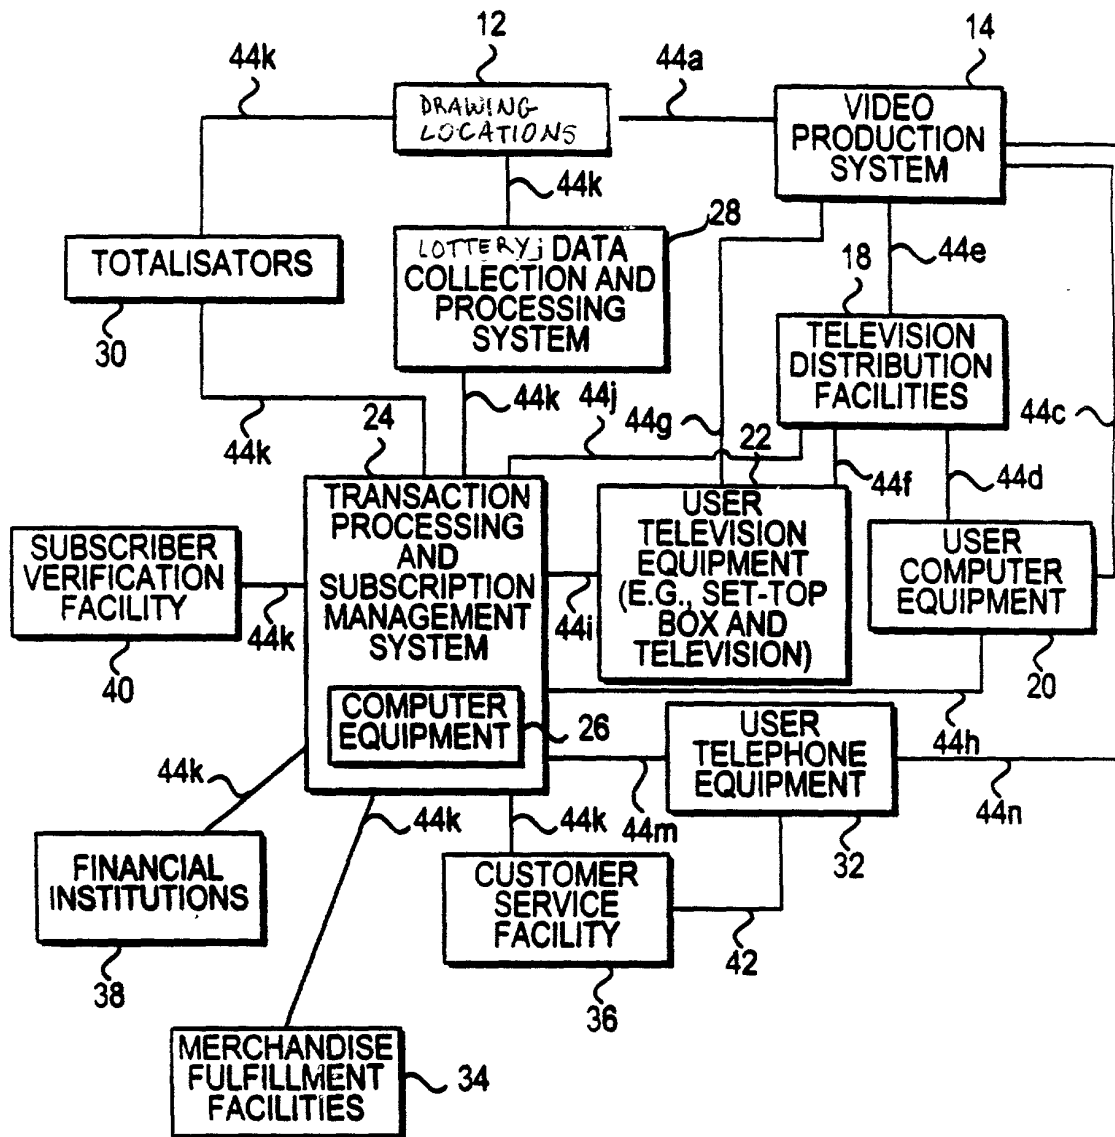 12
14
44k
44a
DRAWING
LOCATIONS
VIDEO
PRODUCTION
SYSTEM
44k
28
TOTALISATORS
LOTTERYj DATA
COLLECTION AND
PROCESSING
SYSTEM
18
44e
30
TELEVISION
DISTRIBUTION
FACILITIES
44k
24
44k
44j
44g
22
44f
44d
44c
TRANSACTION
PROCESSING
AND
SUBSCRIPTION
MANAGEMENT
SYSTEM
USER
TELEVISION
EQUIPMENT
(E.G., SET-TOP
BOX AND
TELEVISION)
SUBSCRIBER
VERIFICATION
FACILITY
USER
COMPUTER
EQUIPMENT
44k
44i
40
20
COMPUTER
EQUIPMENT
26
USER
TELEPHONE
EQUIPMENT
44h
44k
44k
44k
44m
44n
32
FINANCIAL
INSTITUTIONS
CUSTOMER
SERVICE
FACILITY
42
38
36
MERCHANDISE
FULFILLMENT
FACILITIES
34